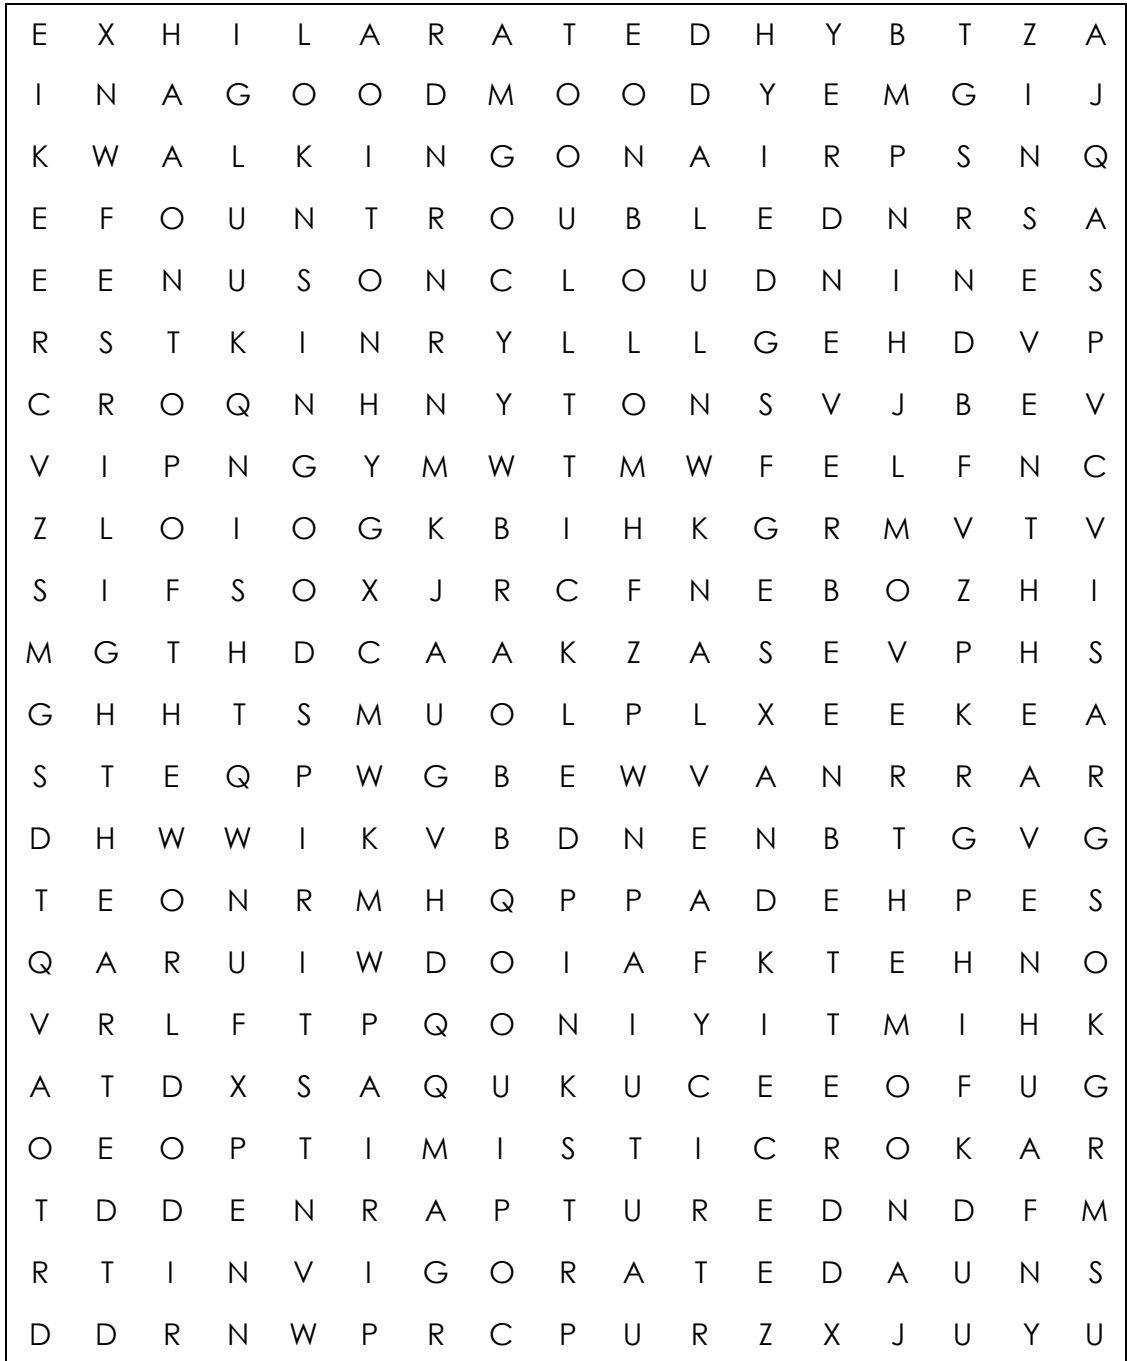 E X H I L A R A T E D H Y B T Z A
I N A G O O D M O O D Y E M G I J
K W A L K I N G O N A I R P S N Q
E F O U N T R O U B L E D N R S A
E E N U S O N C L O U D N I N E S
R S T K I N R Y L L L G E H D V P
C R O Q N H N Y T O N S V J B E V
V I P N G Y M W T M W F E L F N C
Z L O I O G K B I H K G R M V T V
S I F S O X J R C F N E B O Z H I
M G T H D C A A K Z A S E V P H S
G H H T S M U O L P L X E E K E A
S T E Q P W G B E W V A N R R A R
D H W W I K V B D N E N B T G V G
T E O N R M H Q P P A D E H P E S
Q A R U I W D O I A F K T E H N O
V R L F T P Q O N I Y I T M I H K
A T D X S A Q U K U C E E O F U G
O E O P T I M I S T I C R O K A R
T D D E N R A P T U R E D N D F M
R T I N V I G O R A T E D A U N S
D D R N W P R C P U R Z X J U Y U